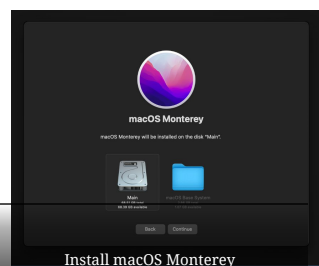 macOS Monterey
macOS Monterey will be installed on the disk "Main".
Main
macOS Base System
Back
Continue
Install macOS Monterey